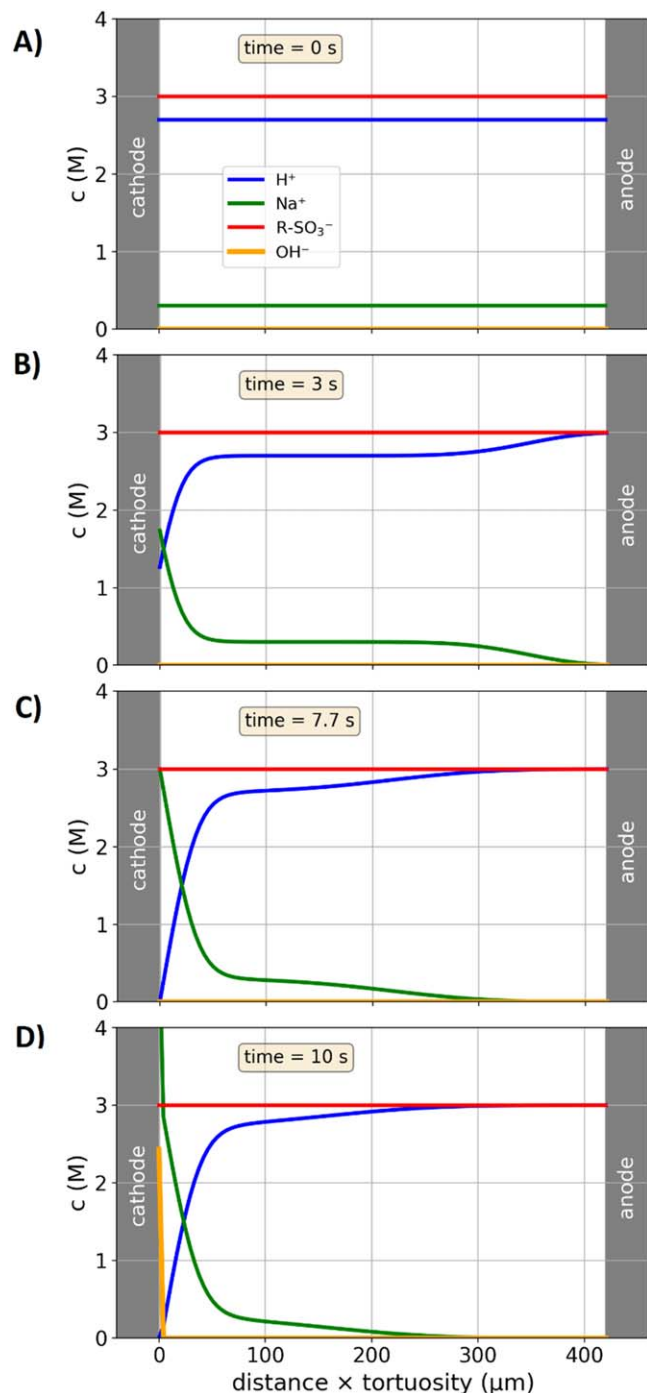 A)
time = 0 s
4
3
2
1
0
c (M)
cathode
anode
H⁺
Na⁺
R-SO₃⁻
OH⁻
B)
time = 3 s
4
3
2
1
0
c (M)
cathode
anode
C)
time = 7.7 s
4
3
2
1
0
c (M)
cathode
anode
D)
time = 10 s
4
3
2
1
0
c (M)
cathode
anode
0 100 200 300 400
distance × tortuosity (μm)